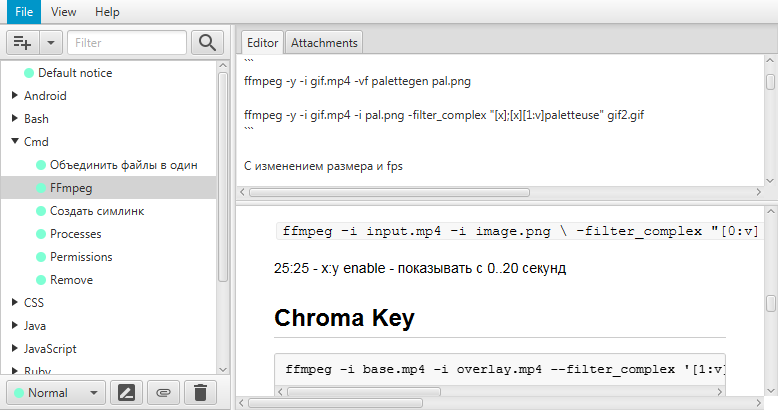 File View Help
Filter
Default notice
Android
Bash
Cmd
Объединить файлы в один
FFmpeg
Создать симлинк
Processes
Permissions
Remove
CSS
Java
JavaScript
Ruby
Normal
Editor Attachments
```
ffmpeg -y -i gif.mp4 -vf palettegen pal.png
ffmpeg -y -i gif.mp4 -i pal.png -filter_complex "[x];[x][1:v]paletteuse" gif2.gif
```
С изменением размера и fps
ffmpeg -i input.mp4 -i image.png \ -filter_complex "[0:v]
25:25 - x:y enable - показывать с 0..20 секунд
Chroma Key
ffmpeg -i base.mp4 -i overlay.mp4 --filter_complex '[1:v]